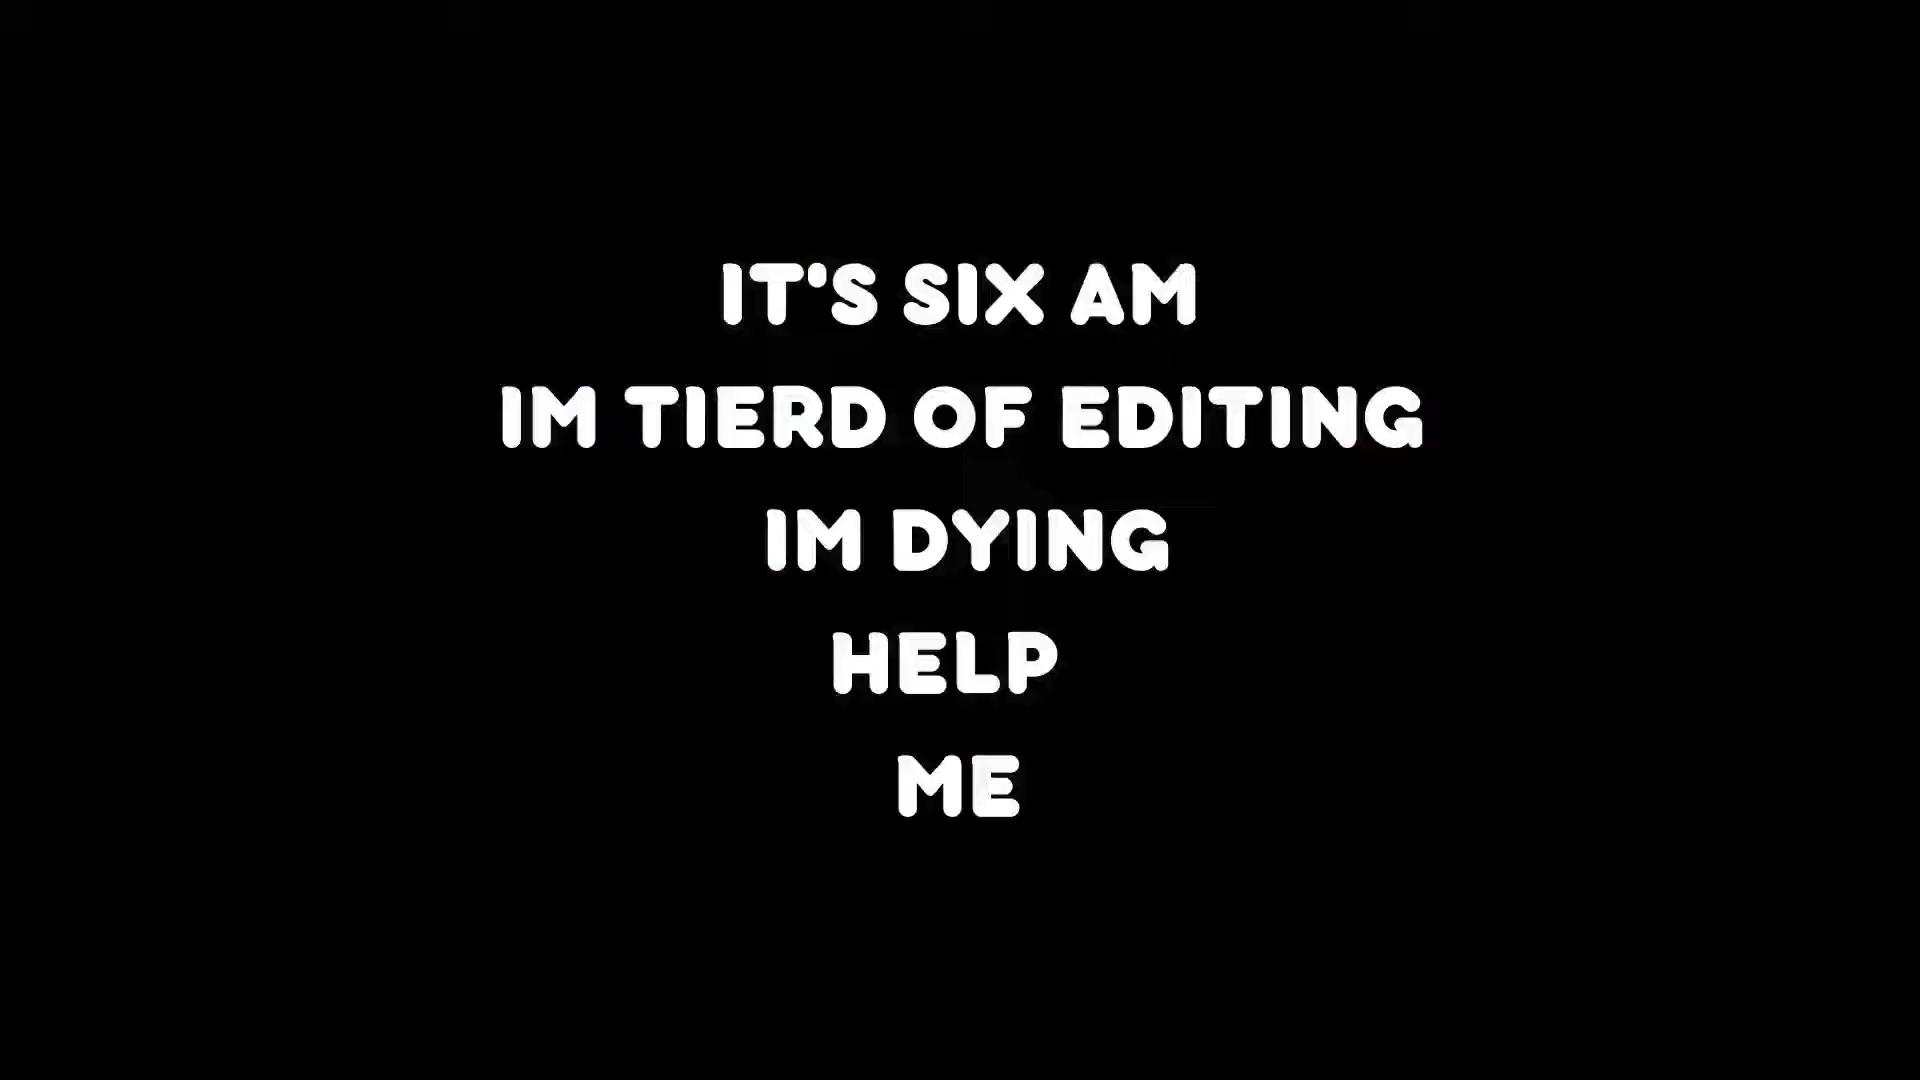 IT'S SIX AM
IM TIERD OF EDITING
IM DYING
HELP
ME